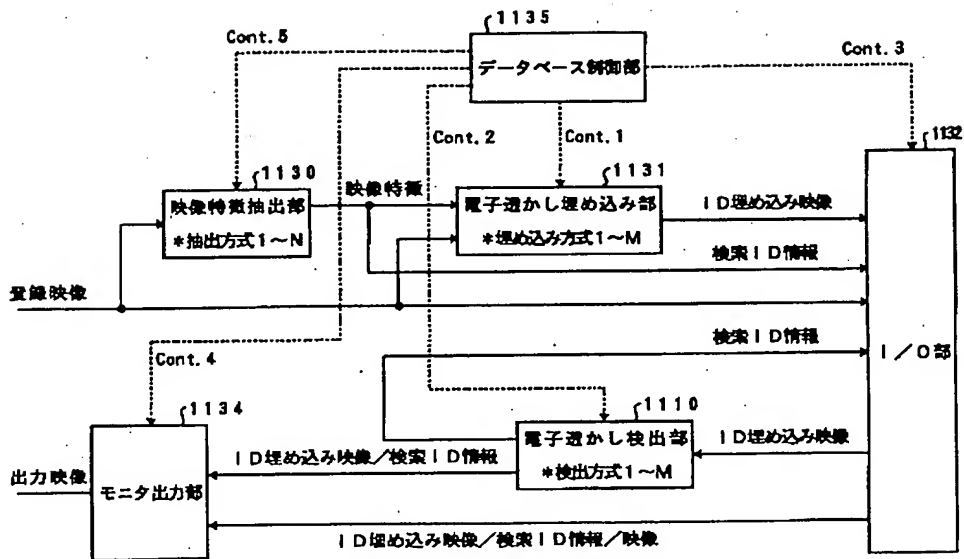 1135
Cont.5
データベース制御部
Cont.3
Cont.2
Cont.1
1132
1130
映像特徴
1131
映像特徴抽出部
*抽出方式1~N
電子透かし埋め込み部
*埋め込み方式1~M
ID埋め込み映像
検索ID情報
登録映像
検索ID情報
I/O部
Cont.4
1134
1110
電子透かし検出部
*検出方式1~M
ID埋め込み映像
ID埋め込み映像/検索ID情報
出力映像
モニタ出力部
ID埋め込み映像/検索ID情報/映像